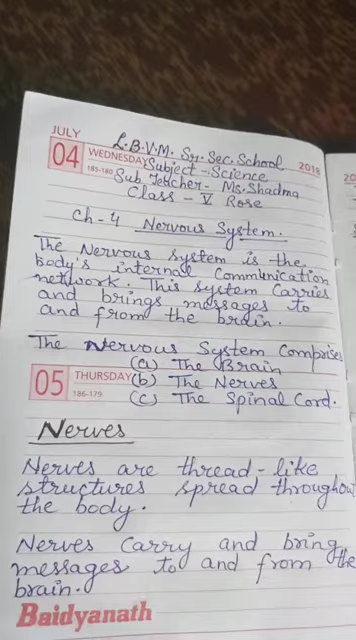 JULY
L.B.V.M. Sr. Sec. School
04 WEDNESDAY Subject - Science 2018
185-180 Sub Teacher - Ms. Shadma
Class - V Rose
Ch-4 Nervous System.
The Nervous System is the
body's internal Communication
network. This system Carries
and brings messages to
and from the brain.
The Nervous System Comprises
(a) The Brain
05 THURSDAY (b) The Nerves
186-179 (c) The Spinal Cord.
Nerves
Nerves are thread-like
structures spread throughout
the body.
Nerves carry and bring
messages to and from the
brain.
Baidyanath
20